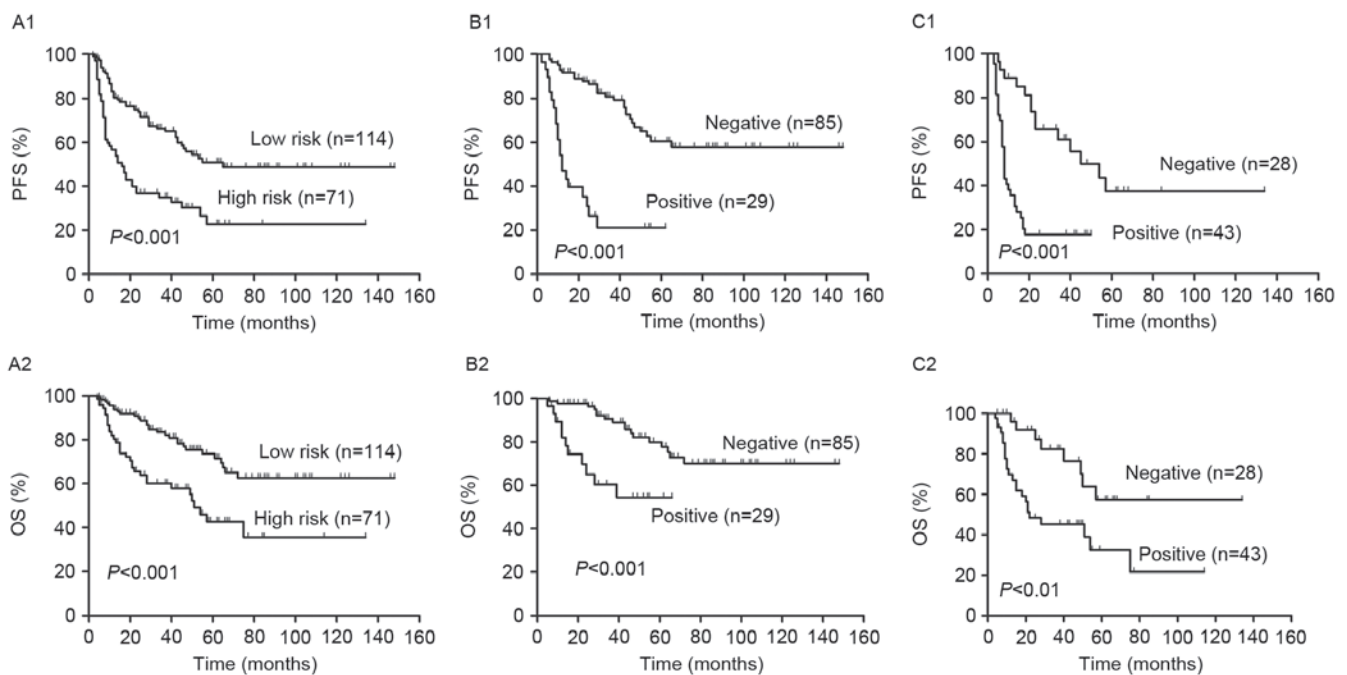 A1
100
80
60
40
20
0
PFS (%)
Low risk (n=114)
High risk (n=71)
P<0.001
0 20 40 60 80 100 120 140 160
Time (months)
B1
100
80
60
40
20
0
PFS (%)
Negative (n=85)
Positive (n=29)
P<0.001
0 20 40 60 80 100 120 140 160
Time (months)
C1
100
80
60
40
20
0
PFS (%)
Negative (n=28)
Positive (n=43)
P<0.001
0 20 40 60 80 100 120 140 160
Time (months)
A2
100
80
60
40
20
0
OS (%)
Low risk (n=114)
High risk (n=71)
P<0.001
0 20 40 60 80 100 120 140 160
Time (months)
B2
100
80
60
40
20
0
OS (%)
Negative (n=85)
Positive (n=29)
P<0.001
0 20 40 60 80 100 120 140 160
Time (months)
C2
100
80
60
40
20
0
OS (%)
Negative (n=28)
Positive (n=43)
P<0.01
0 20 40 60 80 100 120 140 160
Time (months)